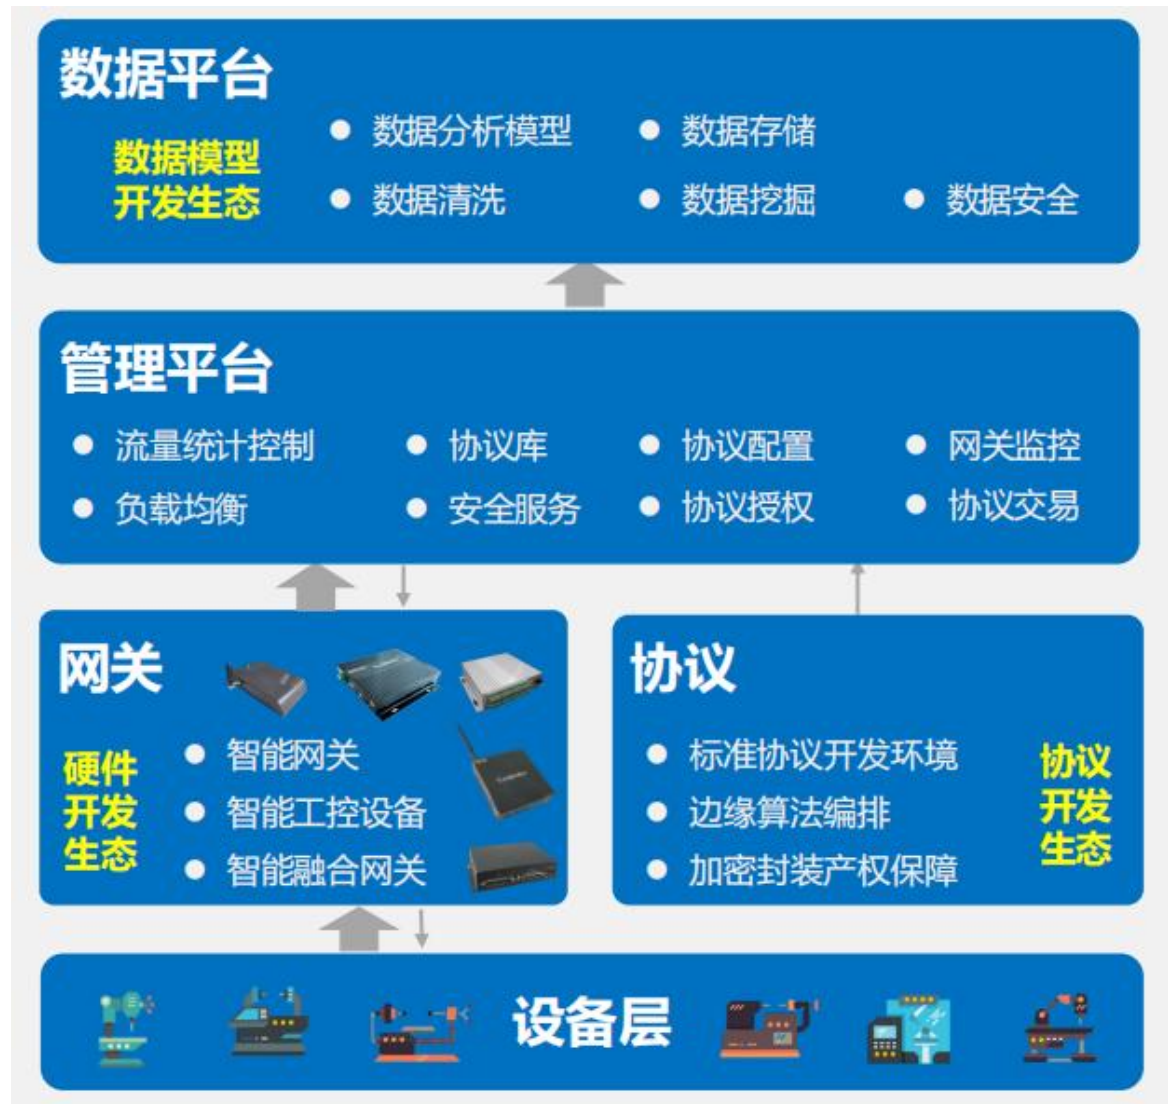 数据平台
数据模型
开发生态
数据分析模型
数据存储
数据清洗
数据挖掘
数据安全
管理平台
流量统计控制
协议库
协议配置
网关监控
负载均衡
安全服务
协议授权
协议交易
网关
硬件
开发
生态
智能网关
智能工控设备
智能融合网关
协议
标准协议开发环境
边缘算法编排
加密封装产权保障
协议
开发
生态
设备层